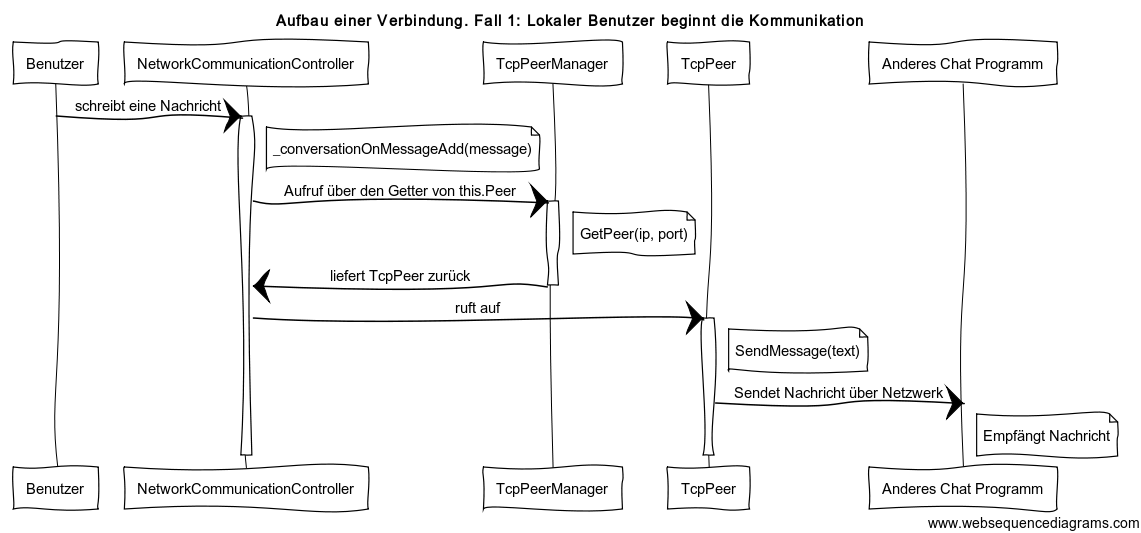 Aufbau einer Verbindung. Fall 1: Lokaler Benutzer beginnt die Kommunikation
Benutzer
NetworkCommunicationController
TcpPeerManager
TcpPeer
Anderes Chat Programm
schreibt eine Nachricht
_conversationOnMessageAdd(message)
Aufruf über den Getter von this.Peer
GetPeer(ip, port)
liefert TcpPeer zurück
ruft auf
SendMessage(text)
Sendet Nachricht über Netzwerk
Empfängt Nachricht
Benutzer
NetworkCommunicationController
TcpPeerManager
TcpPeer
Anderes Chat Programm
www.websequencediagrams.com